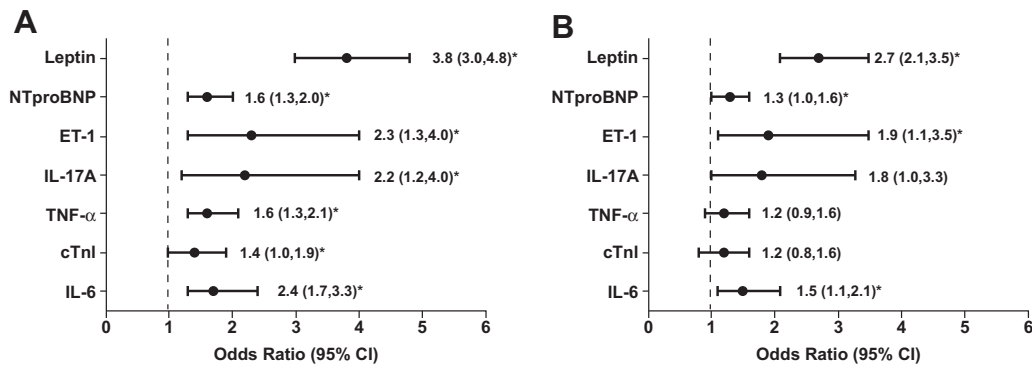 A
Leptin 3.8 (3.0,4.8)*
NTproBNP 1.6 (1.3,2.0)*
ET-1 2.3 (1.3,4.0)*
IL-17A 2.2 (1.2,4.0)*
TNF-α 1.6 (1.3,2.1)*
cTnI 1.4 (1.0,1.9)*
IL-6 2.4 (1.7,3.3)*
0 1 2 3 4 5 6
Odds Ratio (95% CI)
B
Leptin 2.7 (2.1,3.5)*
NTproBNP 1.3 (1.0,1.6)*
ET-1 1.9 (1.1,3.5)*
IL-17A 1.8 (1.0,3.3)
TNF-α 1.2 (0.9,1.6)
cTnI 1.2 (0.8,1.6)
IL-6 1.5 (1.1,2.1)*
0 1 2 3 4 5 6
Odds Ratio (95% CI)